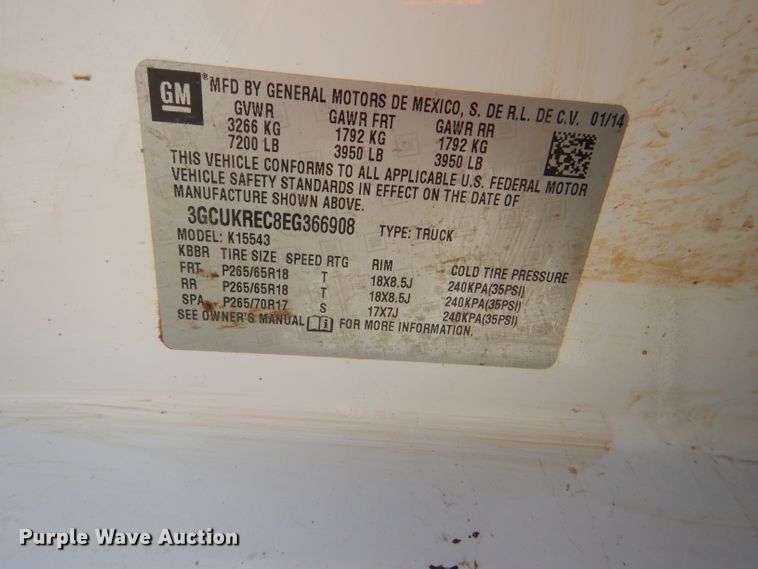 GM ® MFD BY GENERAL MOTORS DE MEXICO, S. DE R.L. DE C.V. 01/14
GVWR GAWR FRT GAWR RR
3266 KG 1792 KG 1792 KG
7200 LB 3950 LB 3950 LB
THIS VEHICLE CONFORMS TO ALL APPLICABLE U.S. FEDERAL MOTOR
VEHICLE SAFETY STANDARDS IN EFFECT ON THE DATE OF
MANUFACTURE SHOWN ABOVE.
3GCUKREC8EG366908 TYPE: TRUCK
MODEL: K15543
KBBR TIRE SIZE SPEED RTG RIM COLD TIRE PRESSURE
FRT P265/65R18 T 18X8.5J 240KPA(35PSI)
RR P265/65R18 T 18X8.5J 240KPA(35PSI)
SPA P265/70R17 S 17X7J 240KPA(35PSI)
SEE OWNER'S MANUAL FOR MORE INFORMATION.
Purple Wave Auction